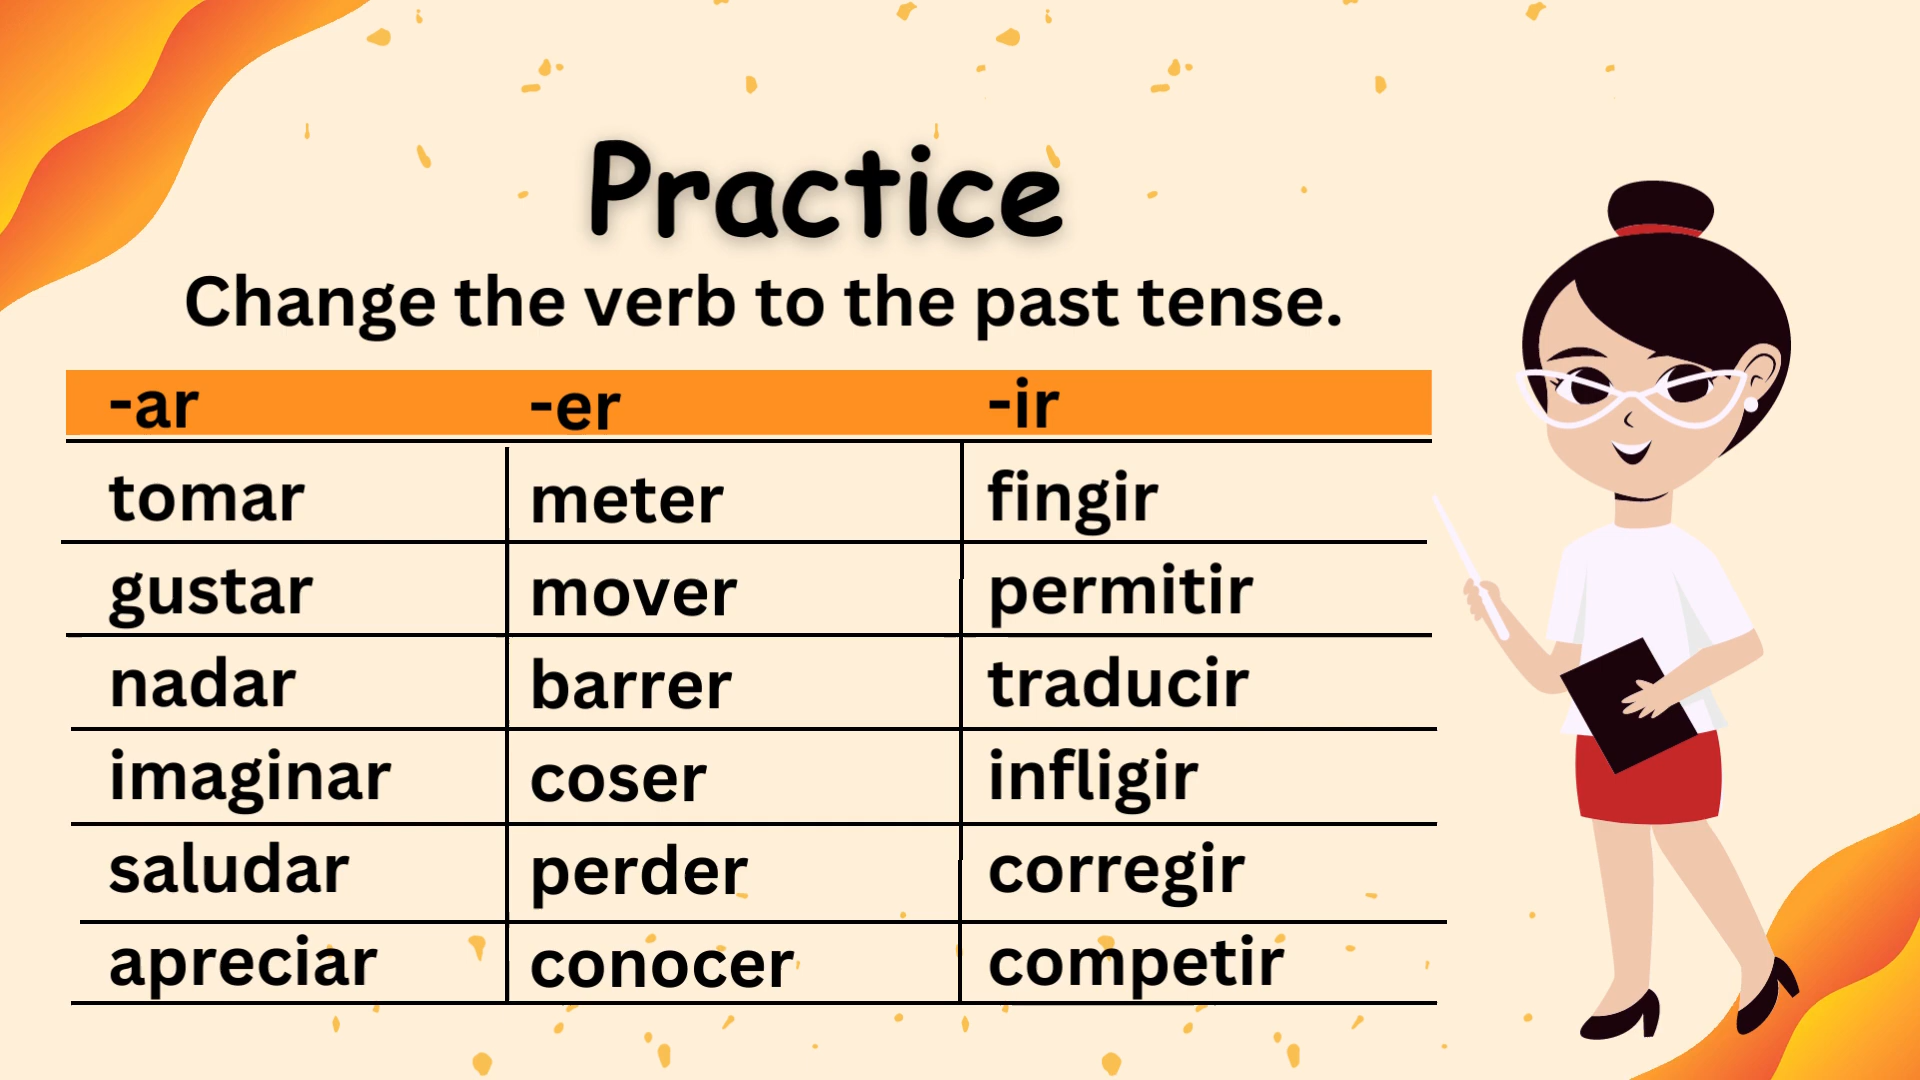 Practice
Change the verb to the past tense.
-ar -er -ir
tomar meter fingir
gustar mover permitir
nadar barrer traducir
imaginar coser infligir
saludar perder corregir
apreciar conocer competir